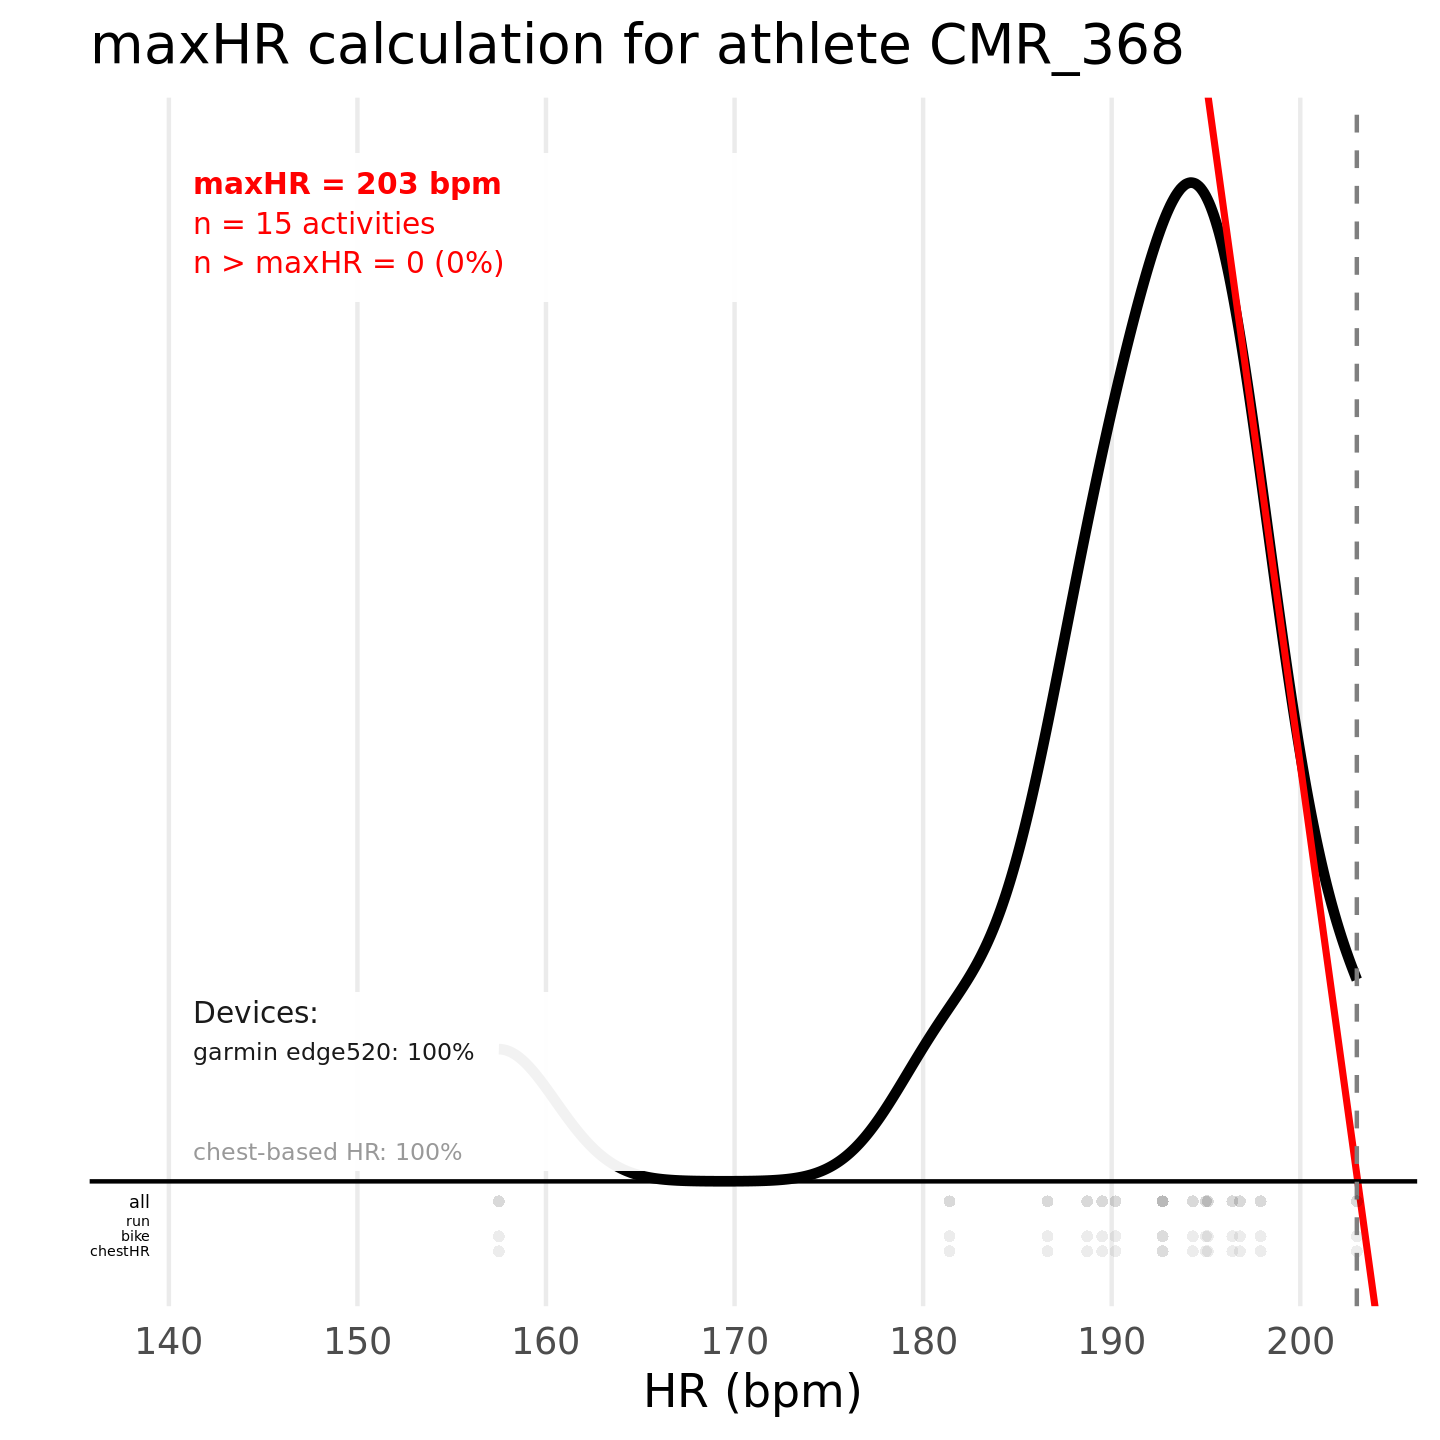 maxHR calculation for athlete CMR_368
maxHR = 203 bpm
n = 15 activities
n > maxHR = 0 (0%)
Devices:
garmin edge520: 100%
chest-based HR: 100%
all
run
bike
chestHR
140 150 160 170 180 190 200
HR (bpm)